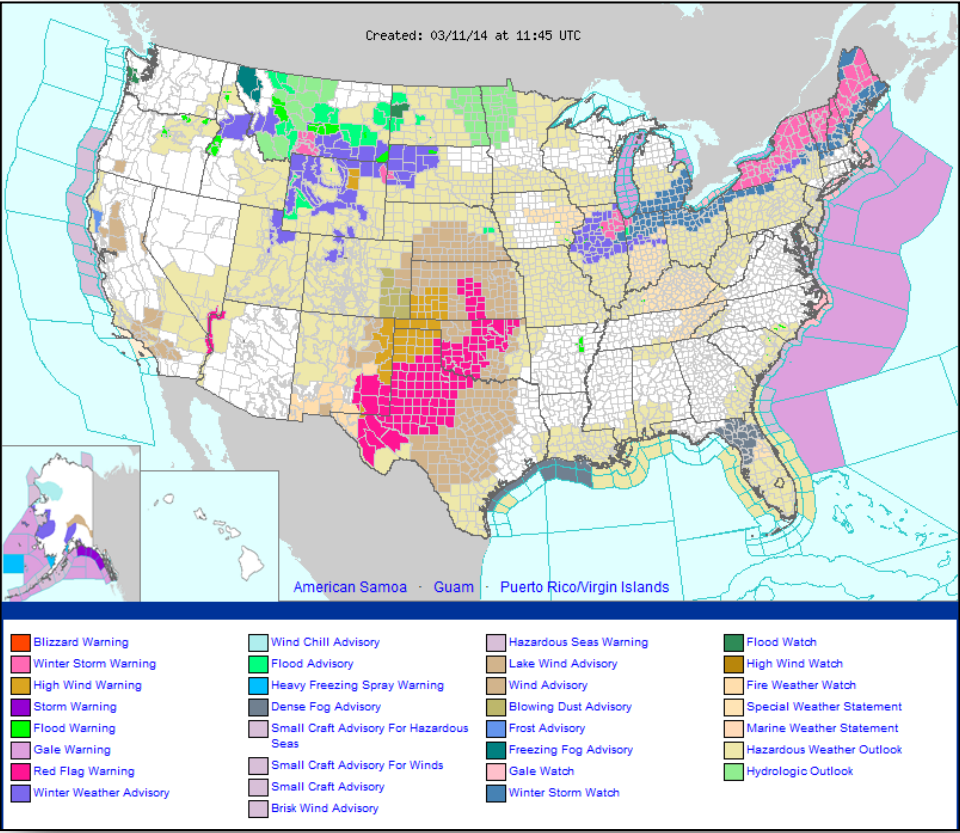 Created: 03/11/14 at 11:45 UTC
American Samoa · Guam · Puerto Rico/Virgin Islands
Blizzard Warning
Winter Storm Warning
High Wind Warning
Storm Warning
Flood Warning
Gale Warning
Red Flag Warning
Winter Weather Advisory
Wind Chill Advisory
Flood Advisory
Heavy Freezing Spray Warning
Dense Fog Advisory
Small Craft Advisory For Hazardous
Seas
Small Craft Advisory For Winds
Small Craft Advisory
Brisk Wind Advisory
Hazardous Seas Warning
Lake Wind Advisory
Wind Advisory
Blowing Dust Advisory
Frost Advisory
Freezing Fog Advisory
Gale Watch
Winter Storm Watch
Flood Watch
High Wind Watch
Fire Weather Watch
Special Weather Statement
Marine Weather Statement
Hazardous Weather Outlook
Hydrologic Outlook